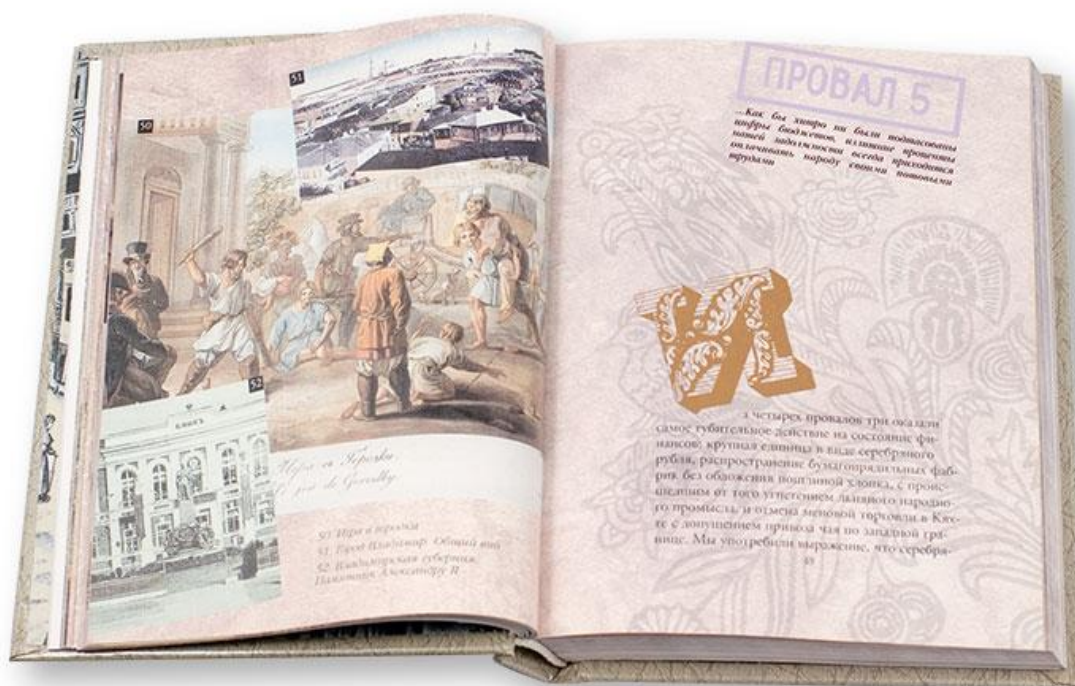 51
50
52
БАНКЪ
Игра въ Городки.
jeu de Gorodky.
50. Игра в городки
51. Город Владимир. Общий вид
52. Владимирская губерния.
Памятник Александру II
ПРОВАЛ 5
...Как бы хитро ни были подтасованы
цифры бюджетов, излишние проценты
нашей задолжности всегда приходится
оплачивать народу своими потовыми
трудами
И
з четырех провалов три оказали
самое губительное действие на состояние фи-
нансов: крупная единица в виде серебряного
рубля, распространение бумагопрядильных фаб-
рик без обложения пошлиной хлопка, с проис-
шедшим от того угнетением льняного народно-
го промысла, и отмена меновой торговли в Кях-
те с допущением привоза чая по западной гра-
нице. Мы употребили выражение, что серебря-